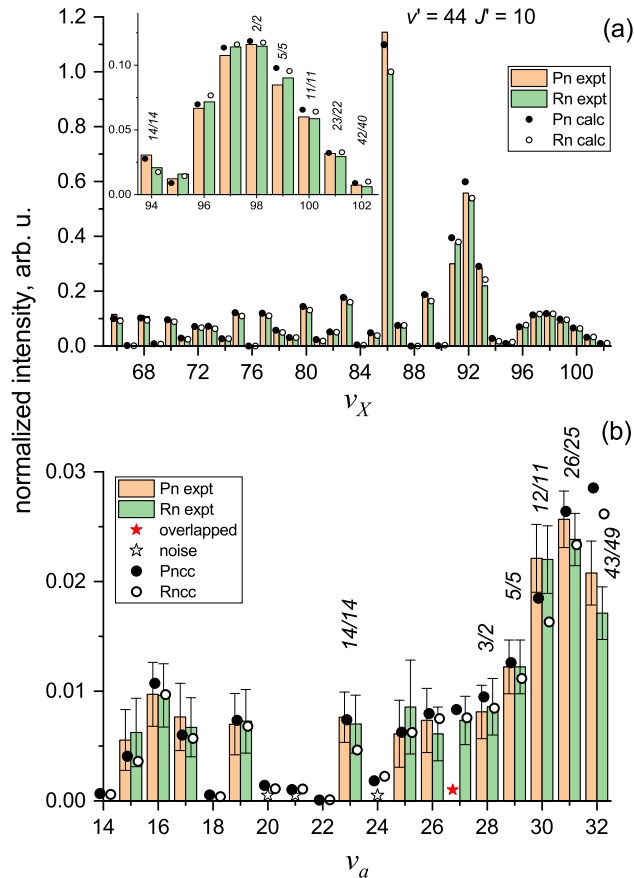 v' = 44 J' = 10
(a)
1.2
1.0
0.8
0.6
0.4
0.2
0.0
68 72 76 80 84 88 92 96 100
v_X
0.10
0.05
0.00
94 96 98 100 102
14/14
2/2
5/5
11/11
23/22
42/40
Pn expt
Rn expt
Pn calc
Rn calc
normalized intensity, arb. u.
(b)
0.03
0.02
0.01
0.00
14 16 18 20 22 24 26 28 30 32
v_a
Pn expt
Rn expt
overlapped
noise
Pncc
Rncc
14/14
3/2
5/5
12/11
26/25
43/49